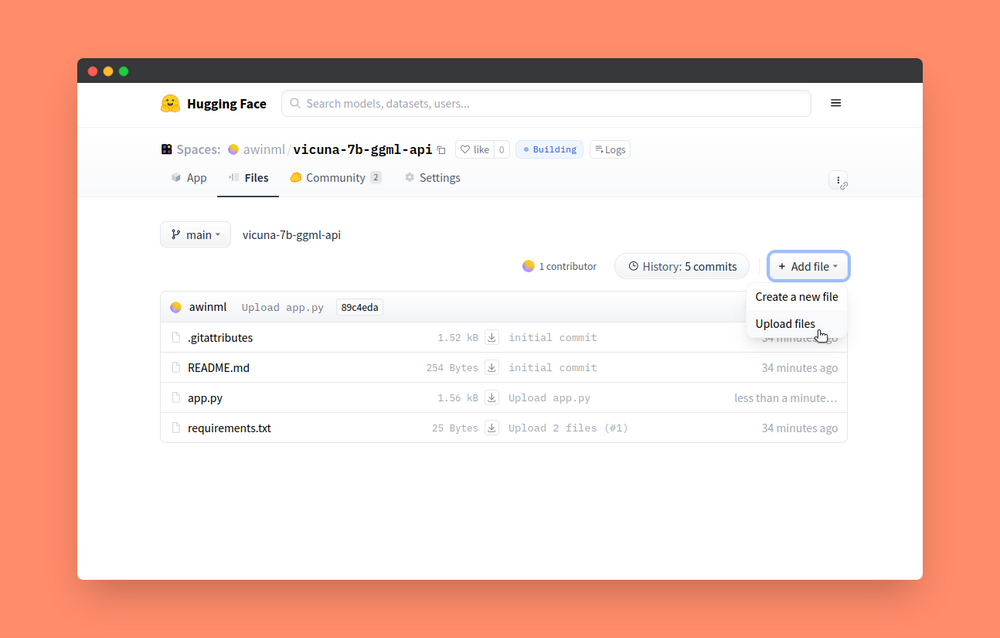 Hugging Face
Search models, datasets, users...
Spaces: awinml/vicuna-7b-ggml-api like 0 Building Logs
App Files Community 2 Settings
main vicuna-7b-ggml-api
1 contributor History: 5 commits + Add file
Create a new file
awinml Upload app.py 89c4eda
Upload files
.gitattributes 1.52 kB initial commit 34 minutes ago
README.md 254 Bytes initial commit 34 minutes ago
app.py 1.56 kB Upload app.py less than a minute…
requirements.txt 25 Bytes Upload 2 files (#1) 34 minutes ago